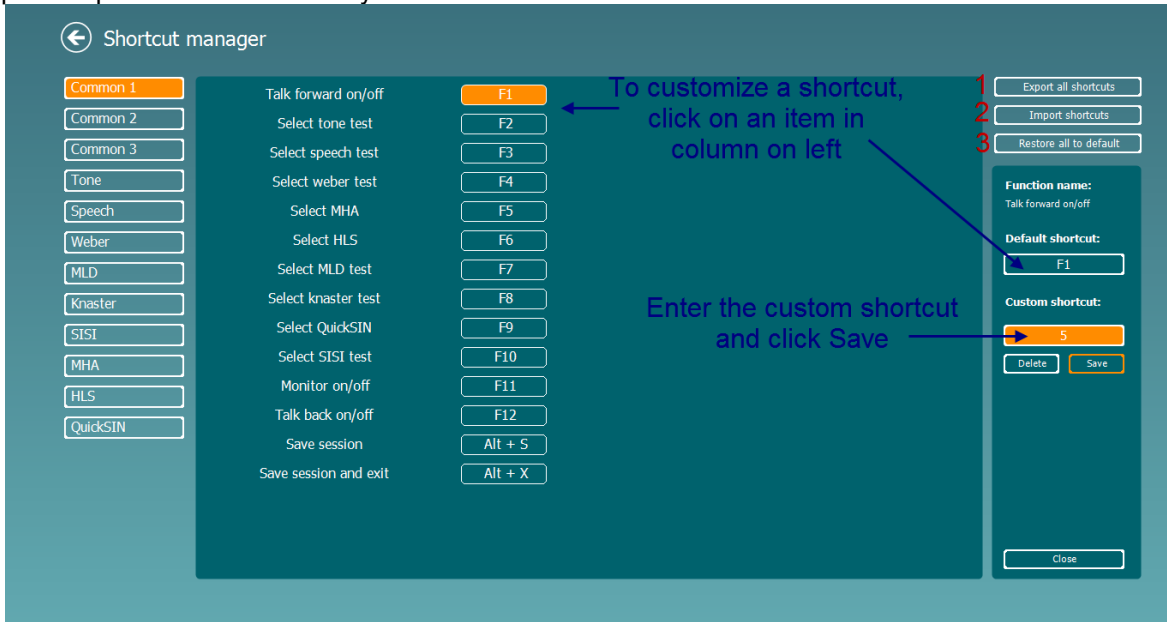 Shortcut manager
Common 1
Common 2
Common 3
Tone
Speech
Weber
MLD
Knaster
SISI
MHA
HLS
QuickSIN
Talk forward on/off F1
Select tone test F2
Select speech test F3
Select weber test F4
Select MHA F5
Select HLS F6
Select MLD test F7
Select knaster test F8
Select QuickSIN F9
Select SISI test F10
Monitor on/off F11
Talk back on/off F12
Save session Alt + S
Save session and exit Alt + X
To customize a shortcut,
click on an item in
column on left
Enter the custom shortcut
and click Save
1 Export all shortcuts
2 Import shortcuts
3 Restore all to default
Function name:
Talk forward on/off
Default shortcut:
F1
Custom shortcut:
5
Delete Save
Close